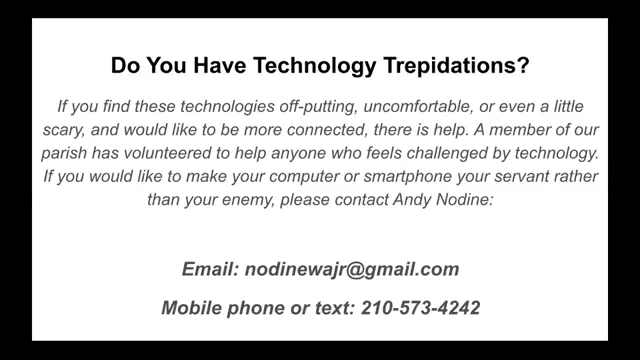 Do You Have Technology Trepidations?
If you find these technologies off-putting, uncomfortable, or even a little
scary, and would like to be more connected, there is help. A member of our
parish has volunteered to help anyone who feels challenged by technology.
If you would like to make your computer or smartphone your servant rather
than your enemy, please contact Andy Nodine:
Email: nodinewajr@gmail.com
Mobile phone or text: 210-573-4242